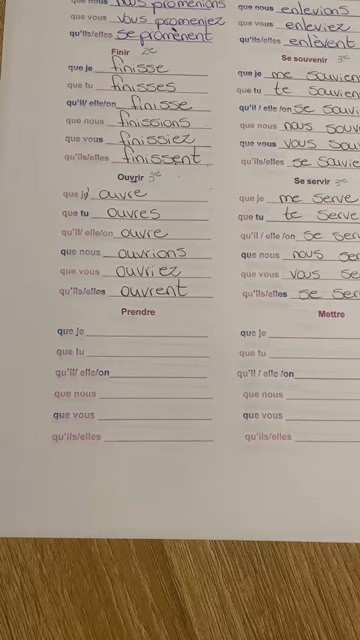 que nous nous promenions
que vous vous promeniez
qu'ils/elles se promènent
Finir 2e
que je finisse
que tu finisses
qu'il/ elle/on finisse
que nous finissions
que vous finissiez
qu'ils/elles finissent
Ouvrir 3e
que j' ouvre
que tu ouvres
qu'il/ elle/on ouvre
que nous ouvrions
que vous ouvriez
qu'ils/elles ouvrent
Prendre
que je
que tu
qu'il/ elle/on
que nous
que vous
qu'ils/elles
que nous enlevions
que vous enleviez
qu'ils/elles enlèvent
Se souvenir 3e
que je me souvien
que tu te souvien
qu'il / elle /on se souvi
que nous nous souv
que vous vous sou
qu'ils/elles se souvie
Se servir 3e
que je me serve
que tu te serve
qu'il / elle /on se ser
que nous nous ser
que vous vous se
qu'ils/elles se ser
Mettre
que je
que tu
qu'il / elle /on
que nous
que vous
qu'ils/elles